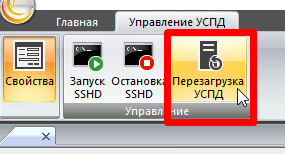 Главная
Управление УСПД
Свойства
Запуск
SSHD
Остановка
SSHD
Перезагрузка
УСПД
Управление